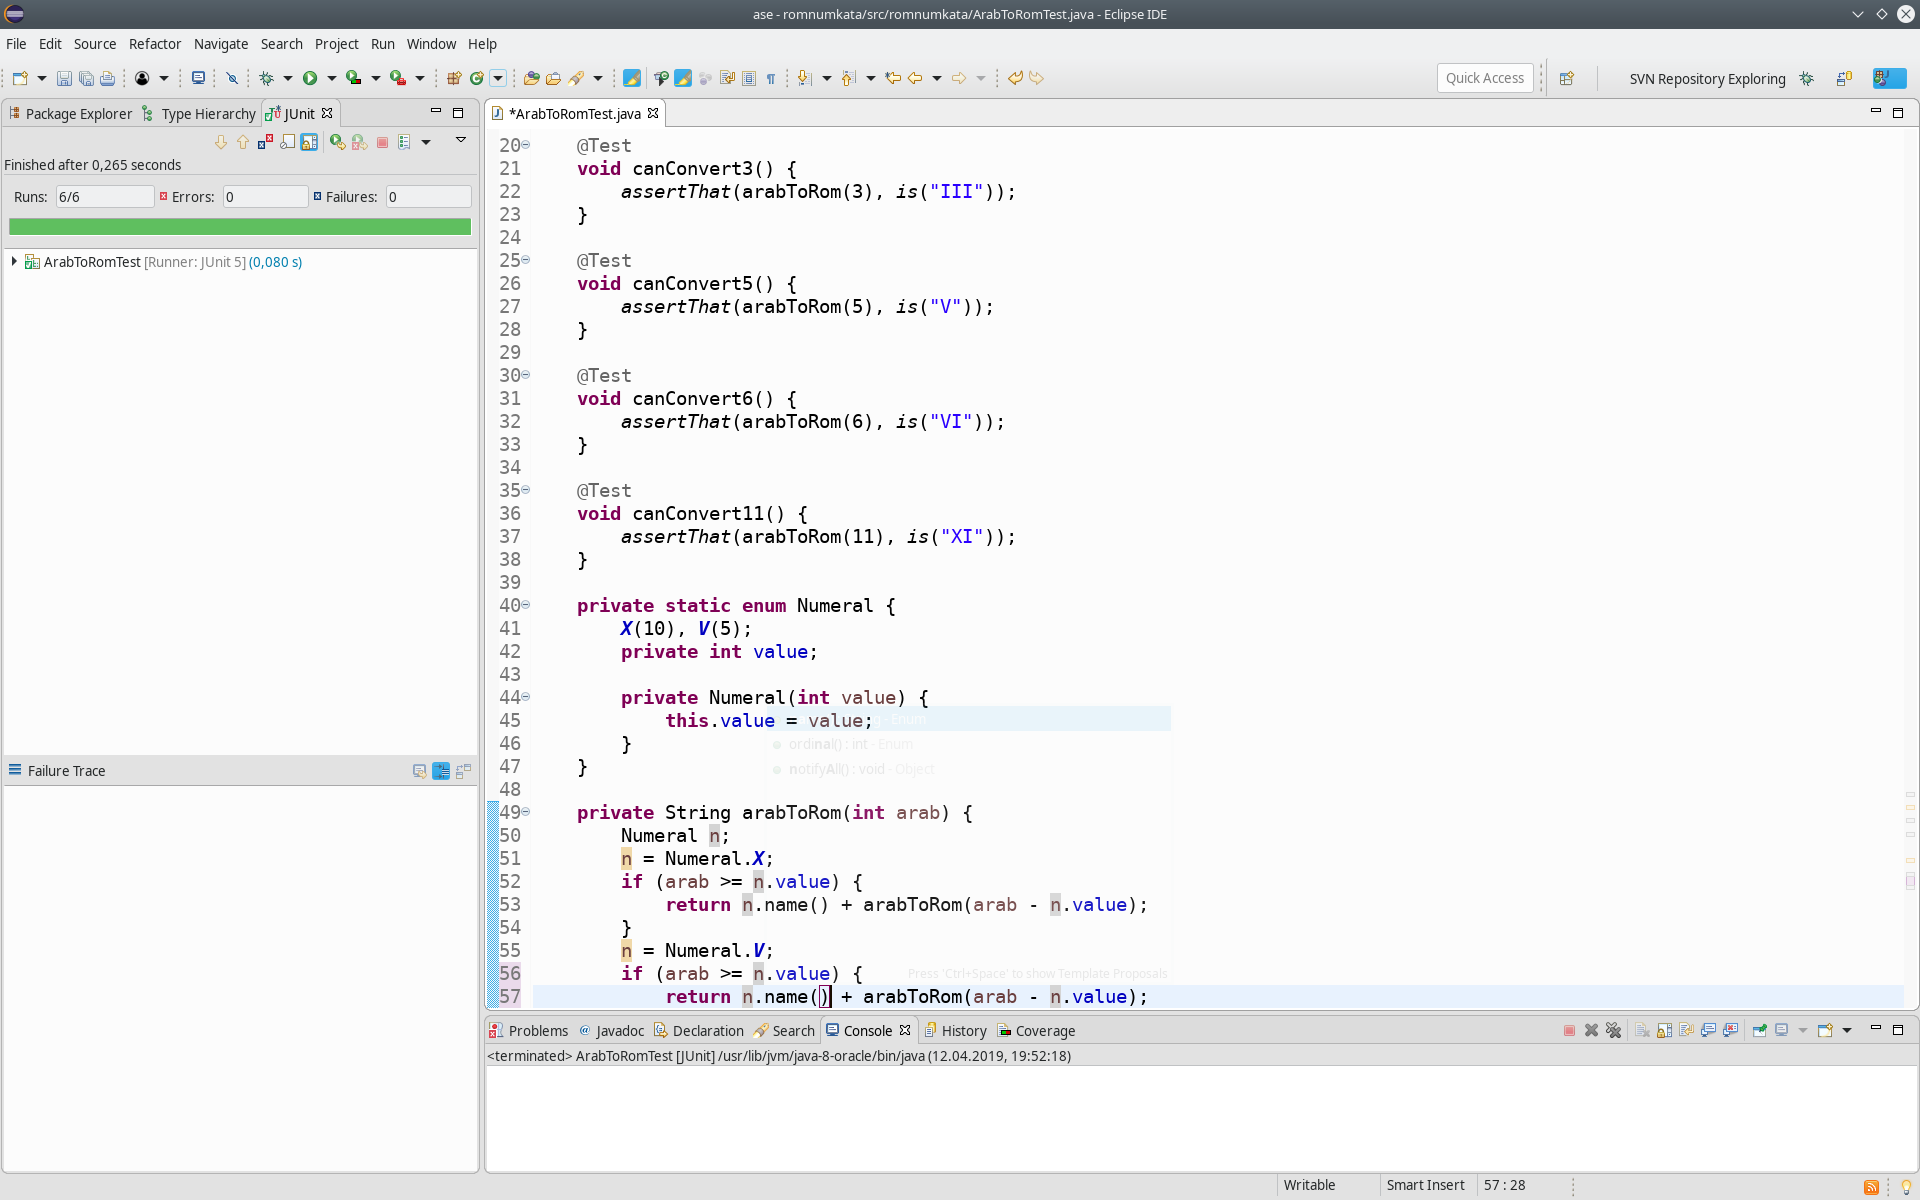 ase - romnumkata/src/romnumkata/ArabToRomTest.java - Eclipse IDE
File Edit Source Refactor Navigate Search Project Run Window Help
Quick Access
SVN Repository Exploring
Package Explorer Type Hierarchy JUnit
*ArabToRomTest.java
Finished after 0,265 seconds
Runs: 6/6 Errors: 0 Failures: 0
ArabToRomTest [Runner: JUnit 5] (0,080 s)
Failure Trace
20 @Test
21 void canConvert3() {
22 assertThat(arabToRom(3), is("III"));
23 }
24
25 @Test
26 void canConvert5() {
27 assertThat(arabToRom(5), is("V"));
28 }
29
30 @Test
31 void canConvert6() {
32 assertThat(arabToRom(6), is("VI"));
33 }
34
35 @Test
36 void canConvert11() {
37 assertThat(arabToRom(11), is("XI"));
38 }
39
40 private static enum Numeral {
41 X(10), V(5);
42 private int value;
43
44 private Numeral(int value) {
45 this.value = value;
- Enum
46 }
ordinal() : int - Enum
47 }
notifyAll() : void - Object
48
49 private String arabToRom(int arab) {
50 Numeral n;
51 n = Numeral.X;
52 if (arab >= n.value) {
53 return n.name() + arabToRom(arab - n.value);
54 }
55 n = Numeral.V;
56 if (arab >= n.value) {
Press 'Ctrl+Space' to show Template Proposals
57 return n.name() + arabToRom(arab - n.value);
Problems Javadoc Declaration Search Console History Coverage
<terminated> ArabToRomTest [JUnit] /usr/lib/jvm/java-8-oracle/bin/java (12.04.2019, 19:52:18)
Writable Smart Insert 57 : 28